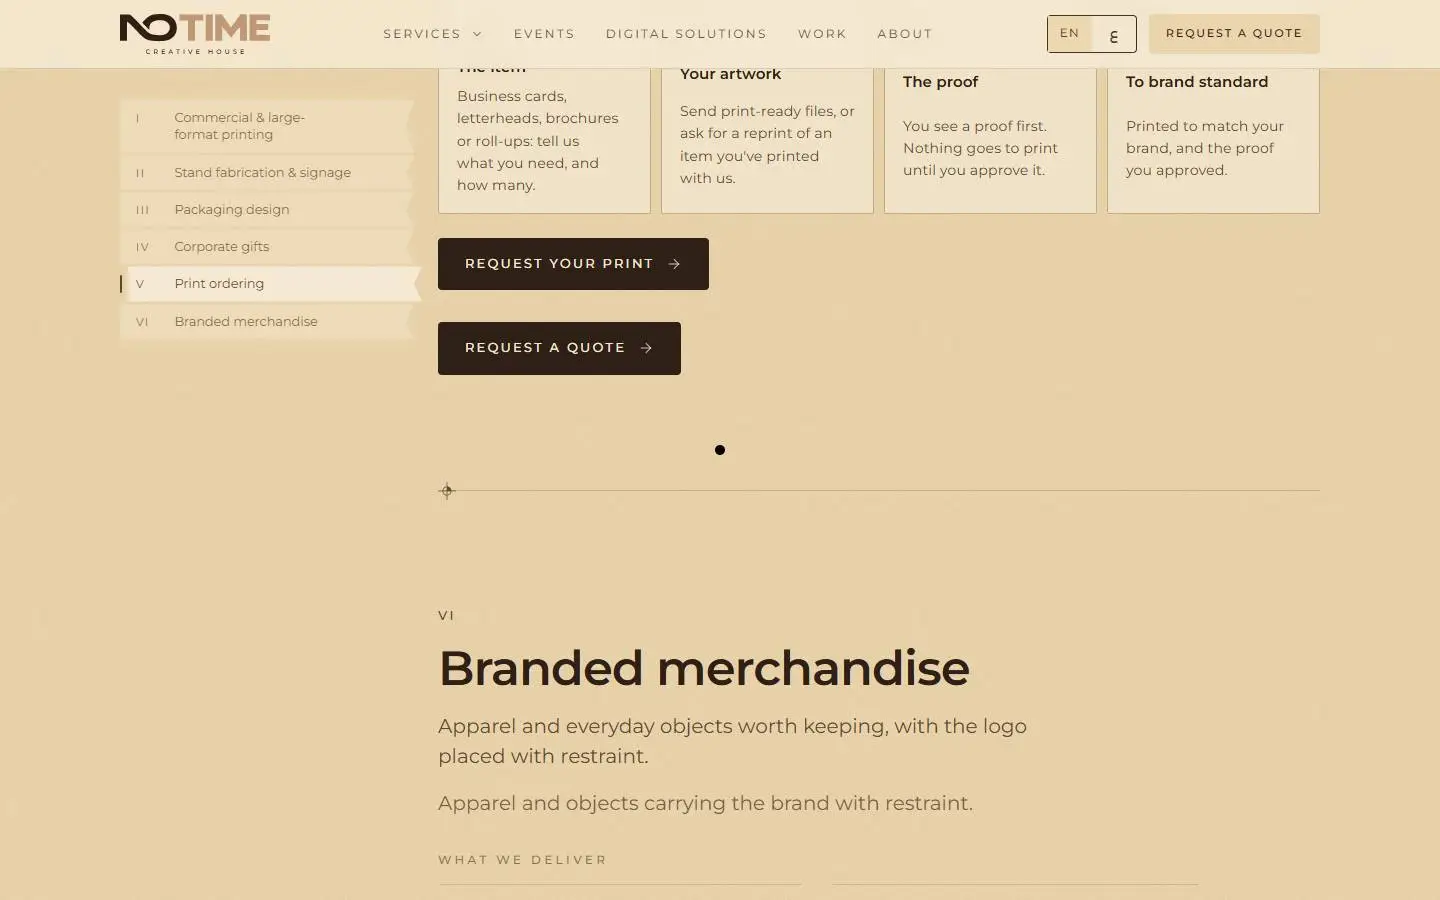 NOTIME
CREATIVE HOUSE
SERVICES
EVENTS
DIGITAL SOLUTIONS
WORK
ABOUT
EN
ع
REQUEST A QUOTE
I
Commercial & large-
format printing
II
Stand fabrication & signage
III
Packaging design
IV
Corporate gifts
V
Print ordering
VI
Branded merchandise
The item
Business cards,
letterheads, brochures
or roll-ups: tell us
what you need, and
how many.
Your artwork
Send print-ready files, or
ask for a reprint of an
item you've printed
with us.
The proof
You see a proof first.
Nothing goes to print
until you approve it.
To brand standard
Printed to match your
brand, and the proof
you approved.
REQUEST YOUR PRINT
REQUEST A QUOTE
VI
Branded merchandise
Apparel and everyday objects worth keeping, with the logo
placed with restraint.
Apparel and objects carrying the brand with restraint.
WHAT WE DELIVER